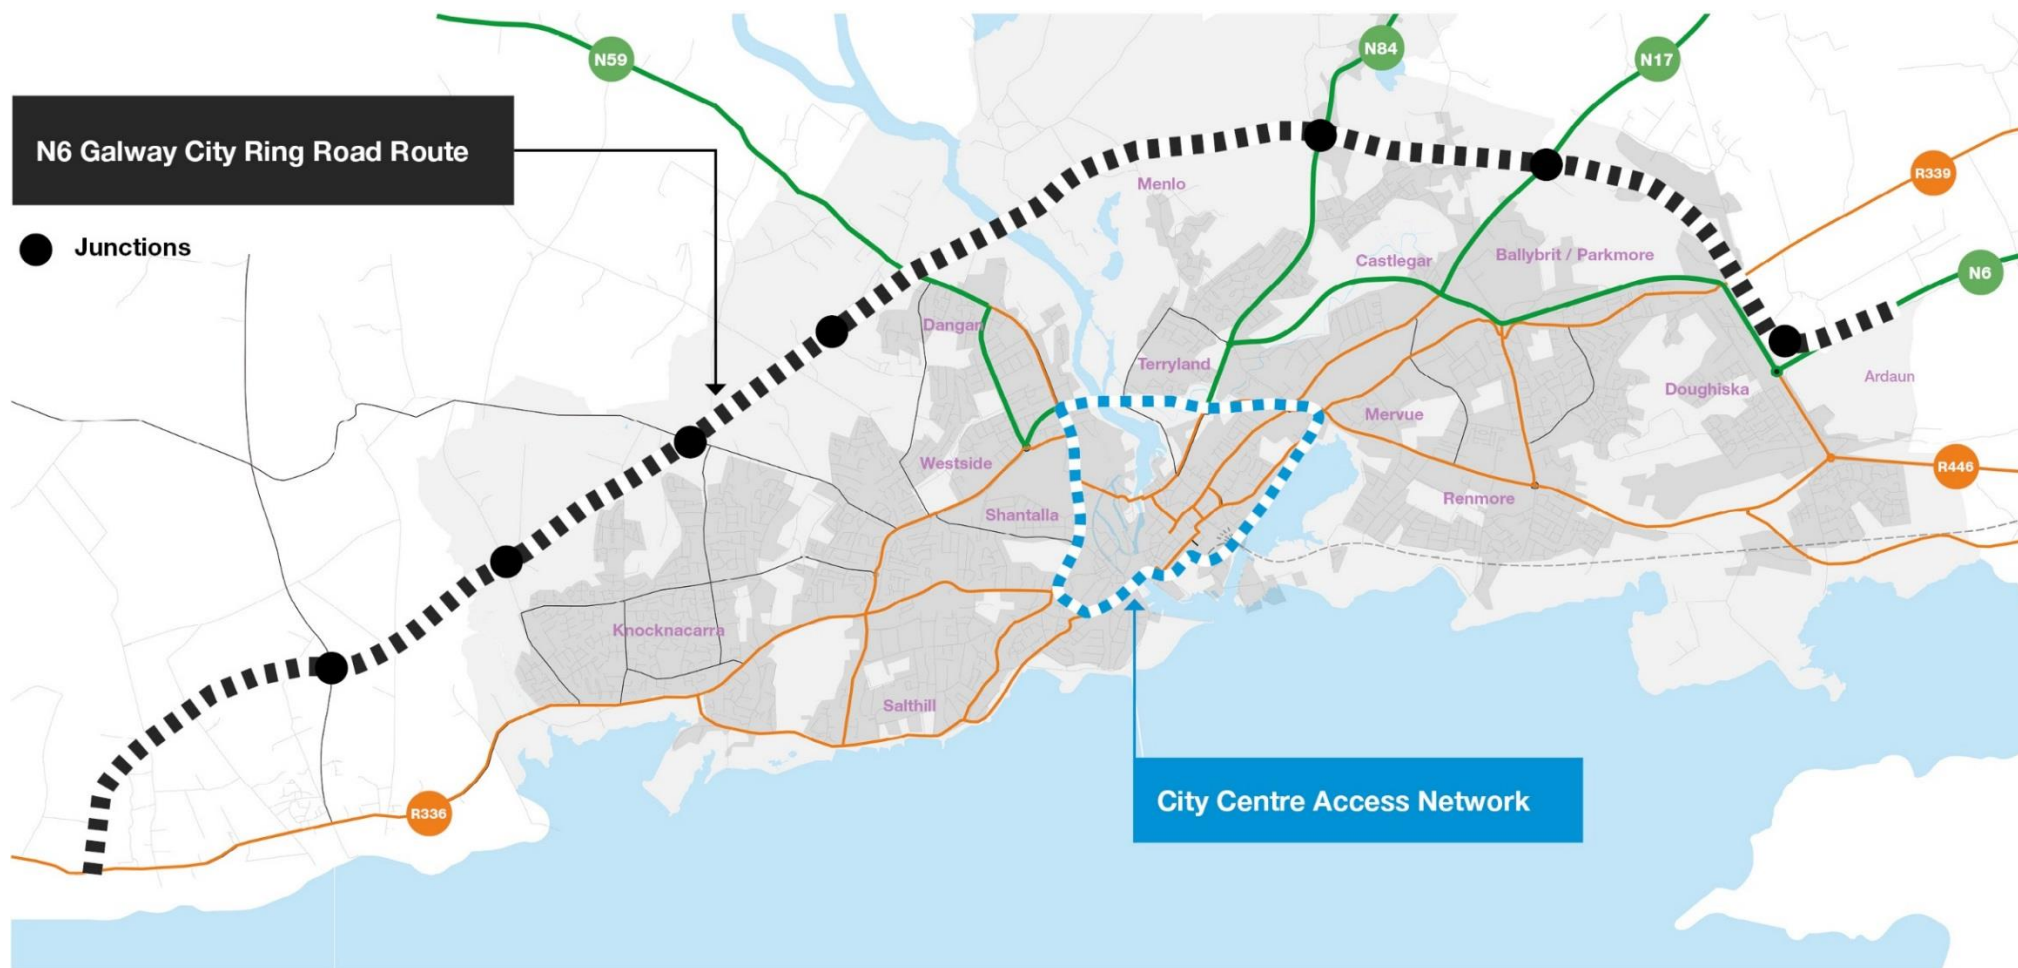 N59
N84
N17
N6 Galway City Ring Road Route
R339
Menlo
Junctions
Ballybrit / Parkmore
Castlegar
N6
Dangan
Terryland
Ardaun
Doughiska
Mervue
Westside
R446
Renmore
Shantalla
Knocknacarra
Salthill
City Centre Access Network
R336